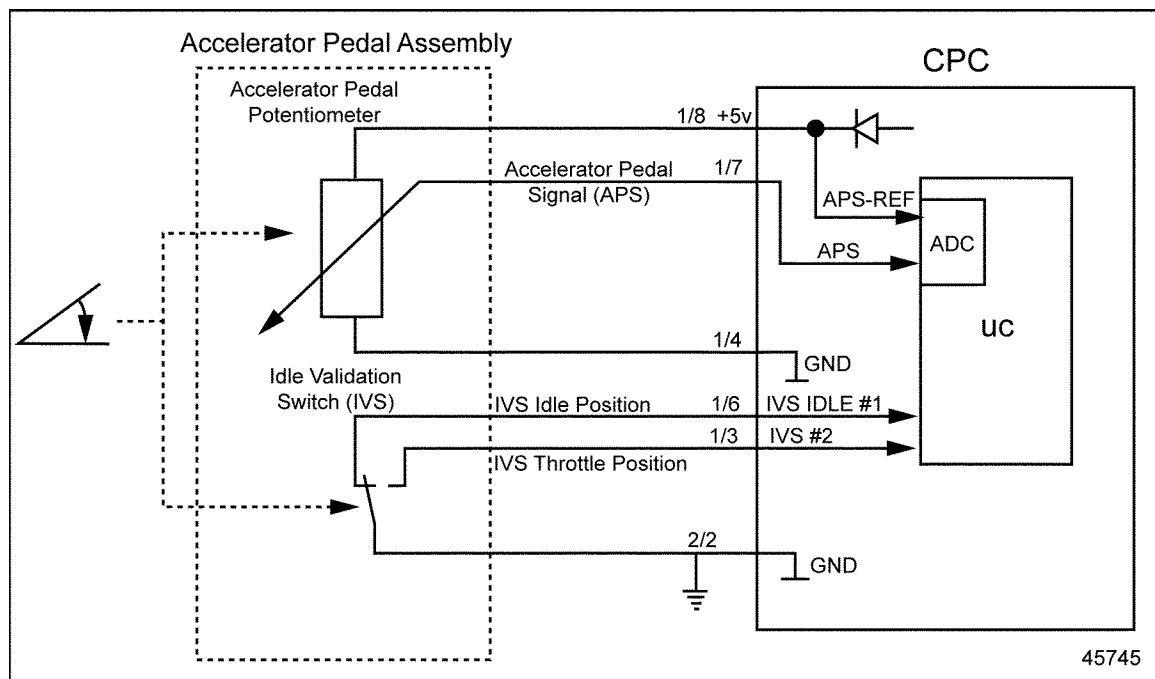 Accelerator Pedal Assembly
CPC
Accelerator Pedal
Potentiometer
1/8 +5v
Accelerator Pedal
Signal (APS)
1/7
APS-REF
ADC
APS
uc
1/4
GND
Idle Validation
Switch (IVS)
IVS Idle Position
1/6
IVS IDLE #1
1/3
IVS #2
IVS Throttle Position
2/2
GND
45745